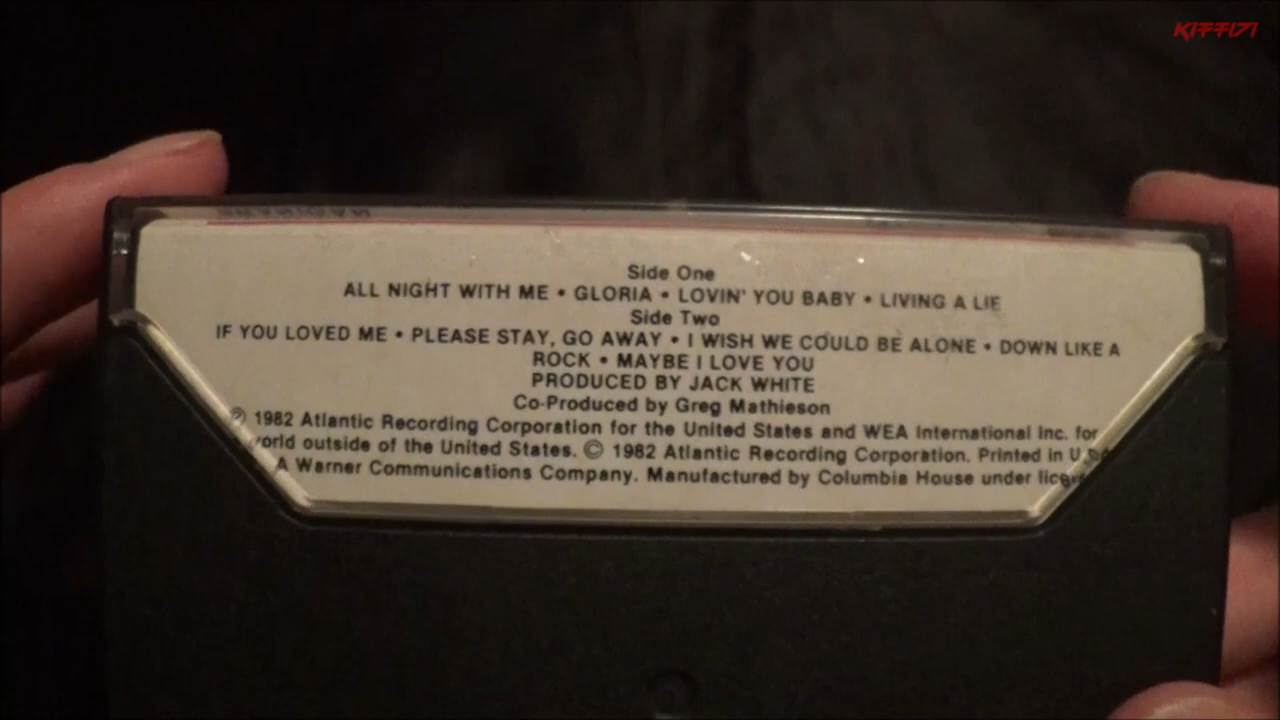 KIFFI71
Side One
ALL NIGHT WITH ME • GLORIA • LOVIN' YOU BABY • LIVING A LIE
Side Two
IF YOU LOVED ME • PLEASE STAY, GO AWAY • I WISH WE COULD BE ALONE • DOWN LIKE A
ROCK • MAYBE I LOVE YOU
PRODUCED BY JACK WHITE
Co-Produced by Greg Mathieson
℗ 1982 Atlantic Recording Corporation for the United States and WEA International Inc. for
outside of the United States. © 1982 Atlantic Recording Corporation. Printed in
A Warner Communications Company. Manufactured by Columbia House under